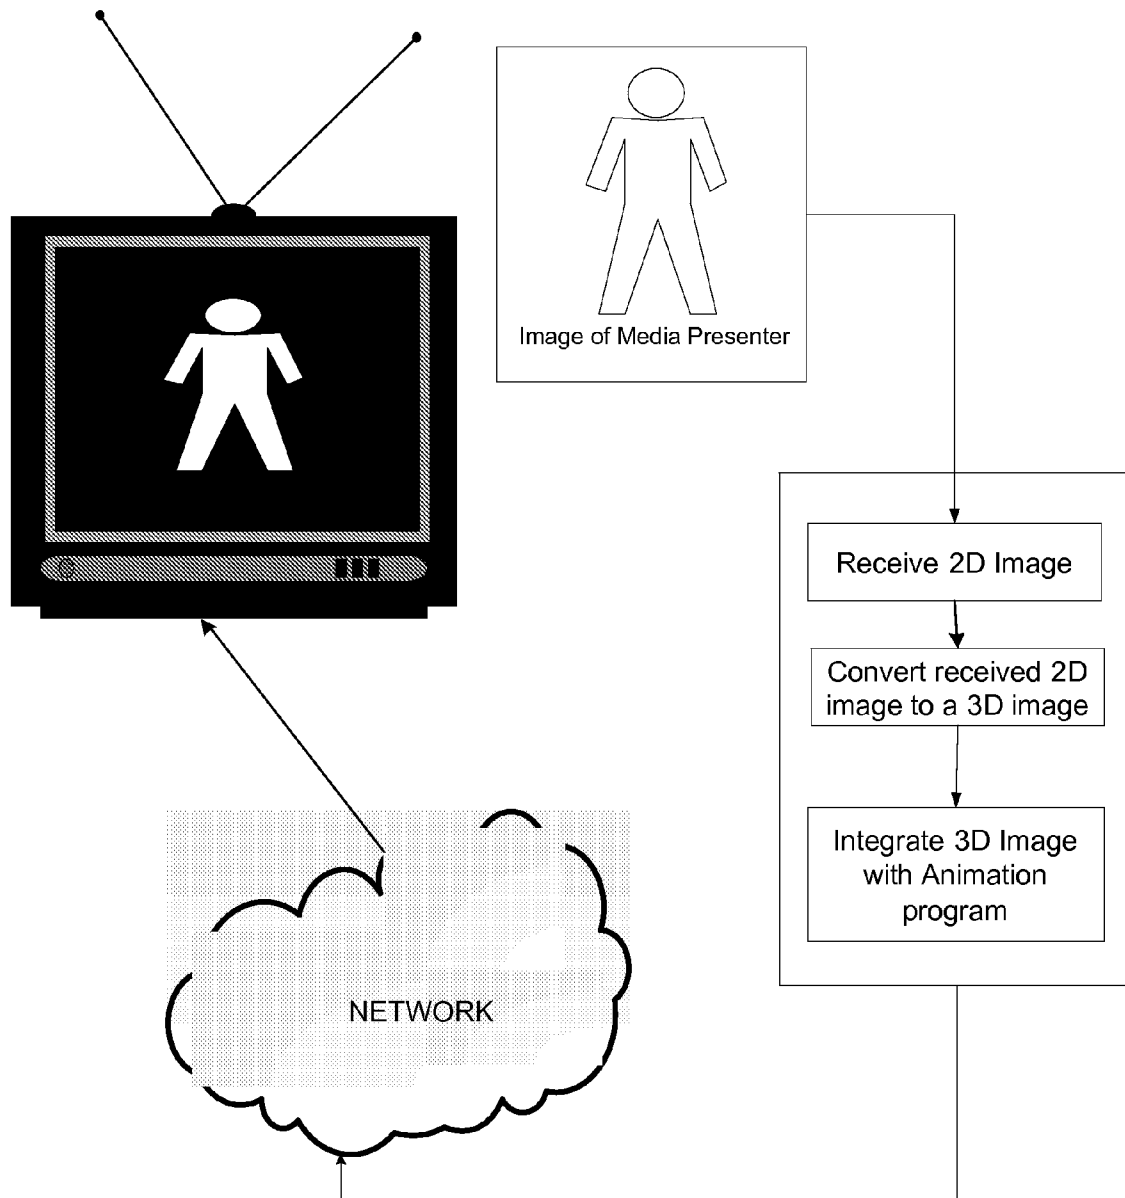 Image of Media Presenter
Receive 2D Image
Convert received 2D
image to a 3D image
Integrate 3D Image
with Animation
program
NETWORK